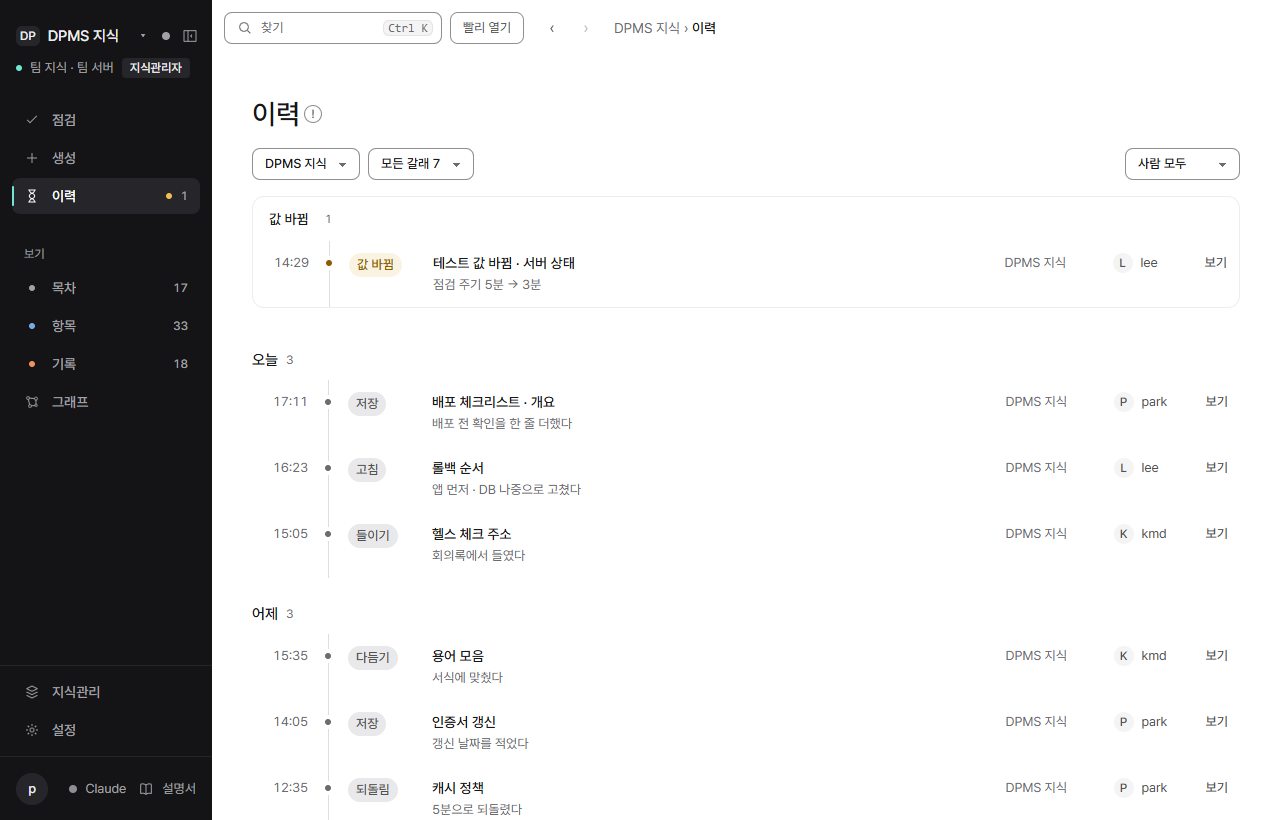 DP DPMS 지식
팀 지식 · 팀 서버 지식관리자
점검
생성
이력 1
보기
목차 17
항목 33
기록 18
그래프
지식관리
설정
p Claude 설명서
찾기 Ctrl K 빨리 열기 ‹ › DPMS 지식 › 이력
이력 !
DPMS 지식 모든 갈래 7 사람 모두
값 바뀜 1
14:29 값 바뀜 테스트 값 바뀜 · 서버 상태 DPMS 지식 L lee 보기
점검 주기 5분 → 3분
오늘 3
17:11 저장 배포 체크리스트 · 개요 DPMS 지식 P park 보기
배포 전 확인을 한 줄 더했다
16:23 고침 롤백 순서 DPMS 지식 L lee 보기
앱 먼저 · DB 나중으로 고쳤다
15:05 들이기 헬스 체크 주소 DPMS 지식 K kmd 보기
회의록에서 들였다
어제 3
15:35 다듬기 용어 모음 DPMS 지식 K kmd 보기
서식에 맞췄다
14:05 저장 인증서 갱신 DPMS 지식 P park 보기
갱신 날짜를 적었다
12:35 되돌림 캐시 정책 DPMS 지식 P park 보기
5분으로 되돌렸다